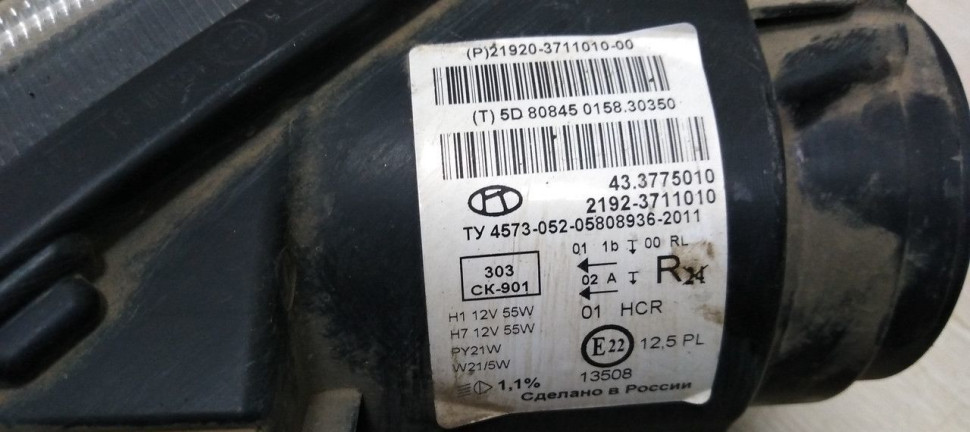 (P)21920-3711010-00
(T) 5D 80845 0158.30350
43.3775010
2192-3711010
ТУ 4573-052-05808936-2011
303
СК-901
01 1b 00 RL
02 A R24
01 HCR
H1 12V 55W
H7 12V 55W
PY21W
W21/5W
E22 12,5 PL
13508
1,1%
Сделано в России